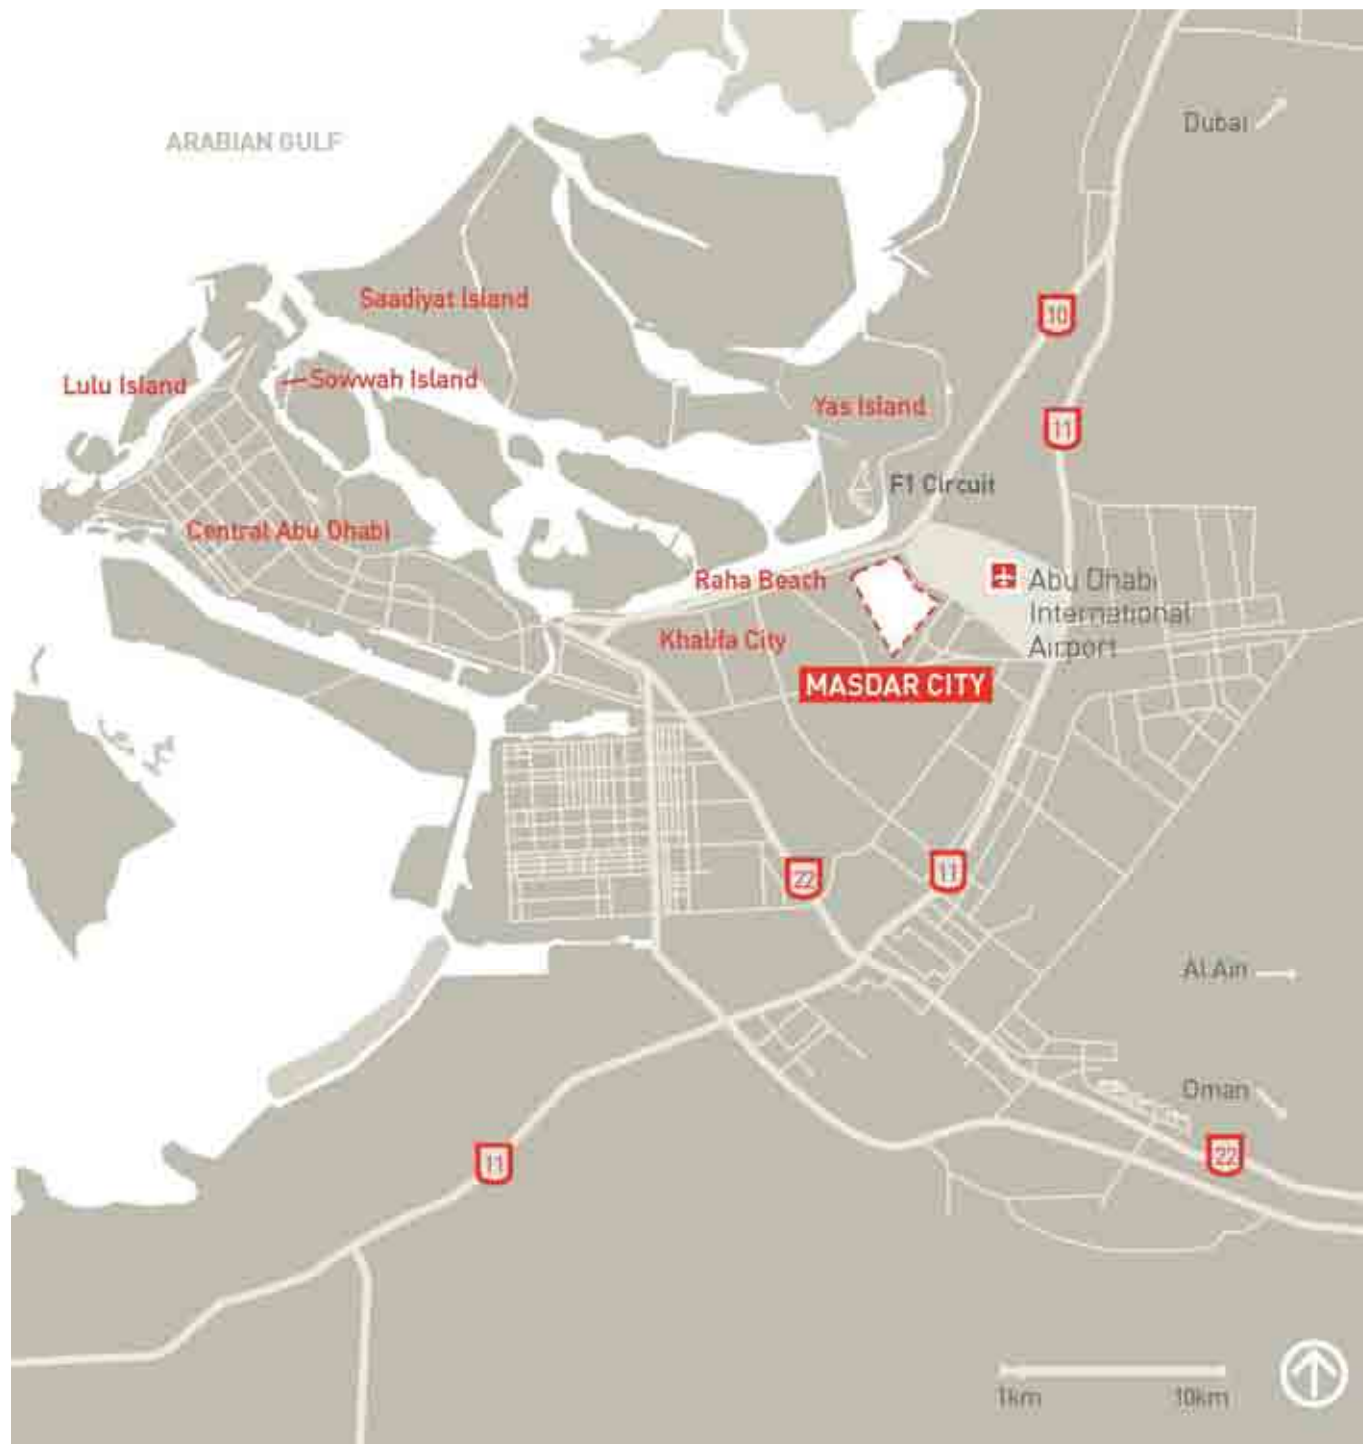 ARABIAN GULF
Dubai
Saadiyat Island
10
Lulu Island
Sowwah Island
Yas Island
11
F1 Circuit
Central Abu Dhabi
Raha Beach
Abu Dhabi
International
Airport
Khalifa City
MASDAR CITY
22
11
Al Ain
Oman
11
22
1km
10km